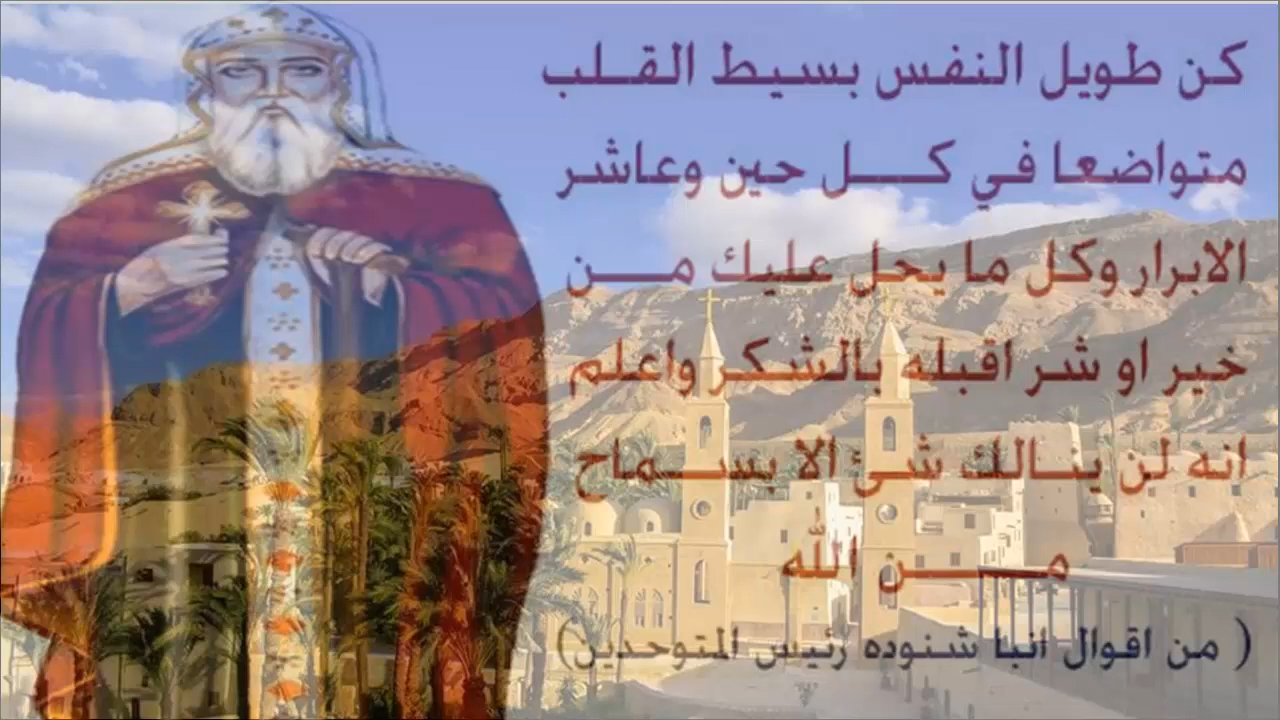 كن طويل النفس بسيط القلب
متواضعا في كل حين وعاشر
الابرار وكل ما يحل عليك من
خير او شر اقبله بالشكر واعلم
انه لن ينالك شئ الا بسماح
من الله
( من اقوال انبا شنوده رئيس المتوحدين)